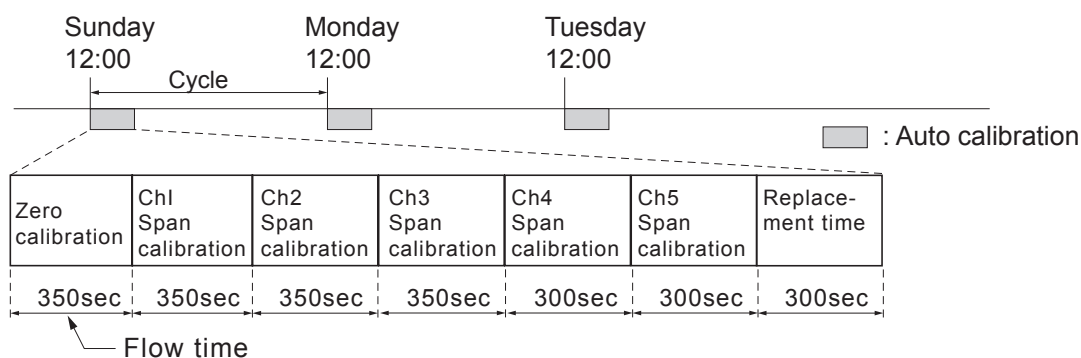 Sunday
12:00
Monday
12:00
Tuesday
12:00
Cycle
: Auto calibration
Zero
calibration
Ch1
Span
calibration
Ch2
Span
calibration
Ch3
Span
calibration
Ch4
Span
calibration
Ch5
Span
calibration
Replace-
ment time
350sec
350sec
350sec
350sec
300sec
300sec
300sec
Flow time